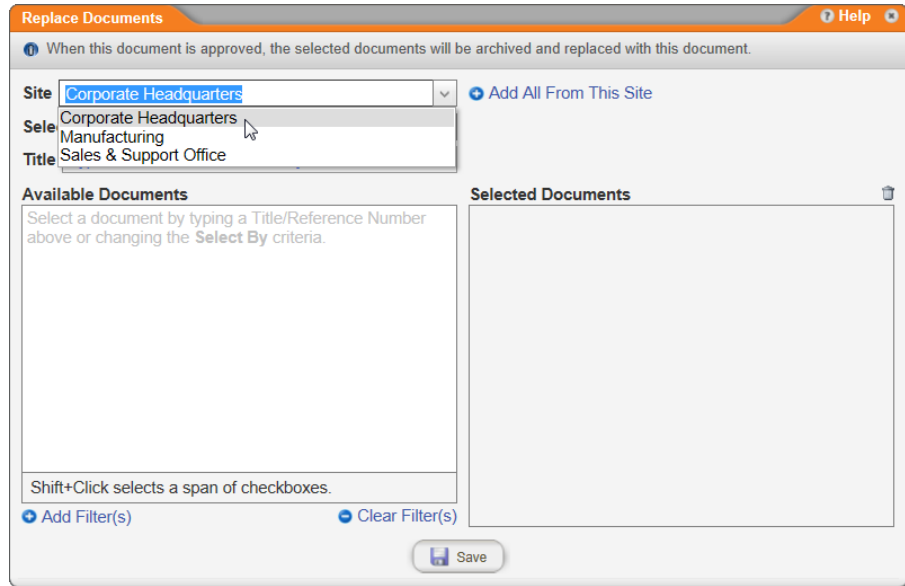 Replace Documents
Help
When this document is approved, the selected documents will be archived and replaced with this document.
Site Corporate Headquarters
Add All From This Site
Corporate Headquarters
Manufacturing
Sales & Support Office
Sele
Title
Available Documents
Selected Documents
Select a document by typing a Title/Reference Number
above or changing the Select By criteria.
Shift+Click selects a span of checkboxes.
Add Filter(s)
Clear Filter(s)
Save